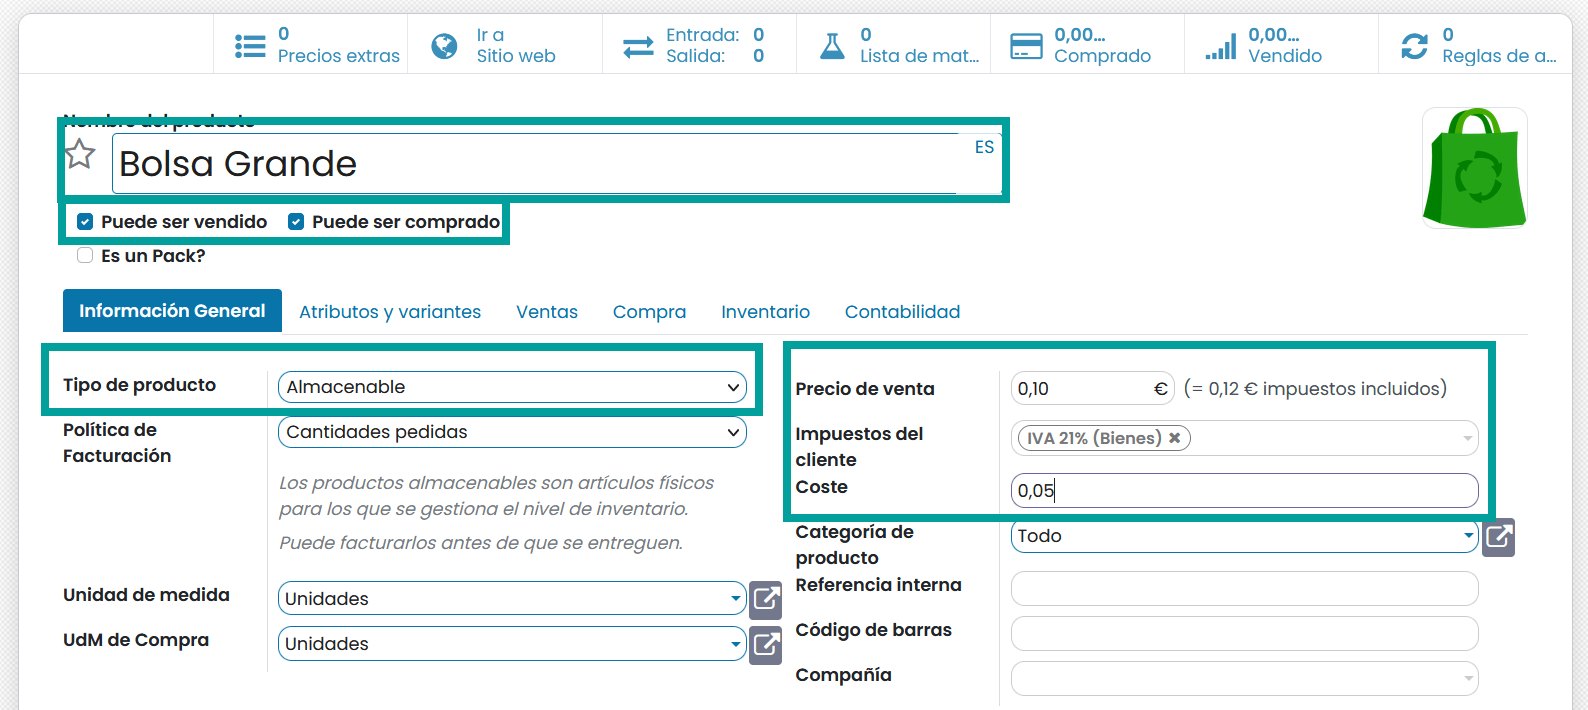 0
Precios extras
Ir a
Sitio web
Entrada: 0
Salida: 0
0
Lista de mat...
0,00...
Comprado
0,00...
Vendido
0
Reglas de a...
Nombre del producto
Bolsa Grande
ES
Puede ser vendido
Puede ser comprado
Es un Pack?
Información General
Atributos y variantes
Ventas
Compra
Inventario
Contabilidad
Tipo de producto
Almacenable
Política de
Facturación
Cantidades pedidas
Los productos almacenables son artículos físicos
para los que se gestiona el nivel de inventario.
Puede facturarlos antes de que se entreguen.
Unidad de medida
Unidades
UdM de Compra
Unidades
Precio de venta
0,10 €
(= 0,12 € impuestos incluidos)
Impuestos del
cliente
IVA 21% (Bienes) ✖
Coste
0,05
Categoría de
producto
Todo
Referencia interna
Código de barras
Compañía